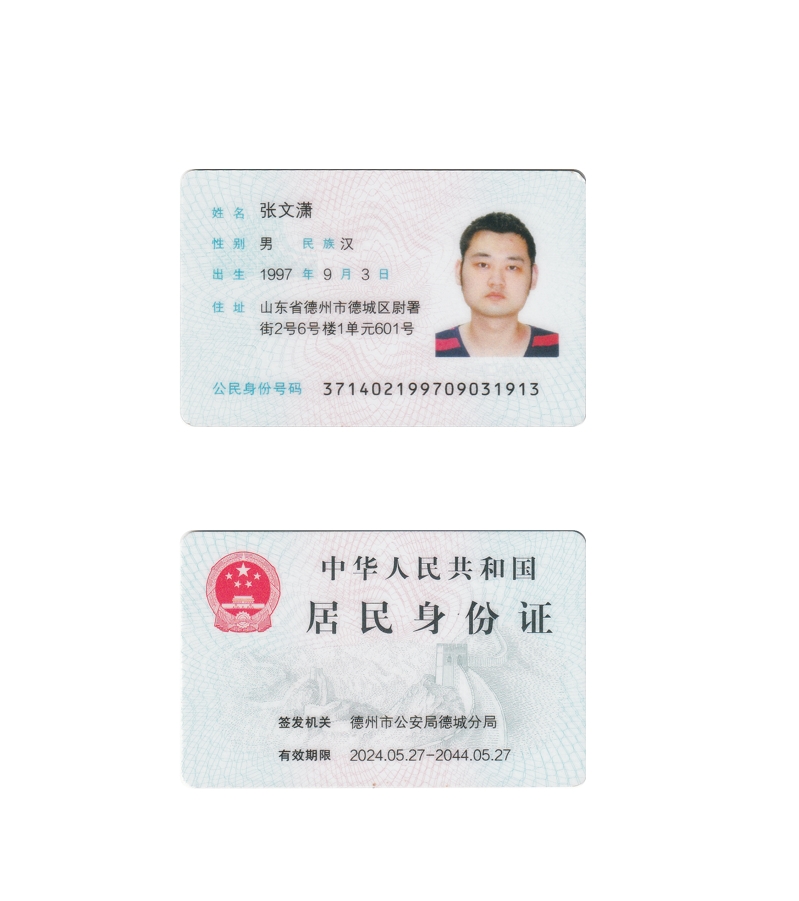 姓名 张文潇
性别 男 民族 汉
出生 1997 年 9 月 3 日
住址 山东省德州市德城区尉署
街2号6号楼1单元601号
公民身份号码 371402199709031913
中华人民共和国
居民身份证
签发机关 德州市公安局德城分局
有效期限 2024.05.27-2044.05.27